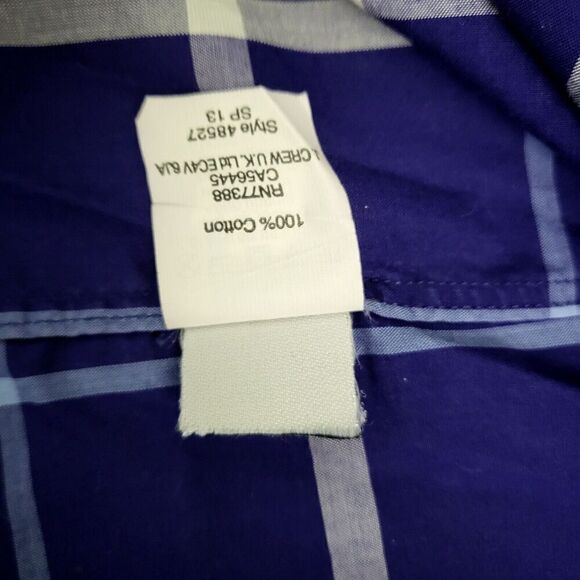 100% Cotton
RN77388
CA56445
CREW U.K. Ltd EC4V 6JA
Style 48527
SP 13